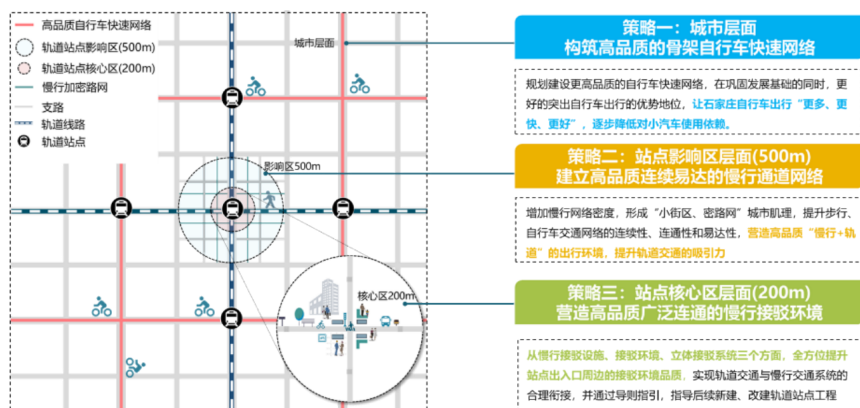 高品质自行车快速网络
轨道站点影响区(500m)
轨道站点核心区(200m)
慢行加密路网
支路
轨道线路
轨道站点
城市层面
影响区500m
核心区200m
策略一：城市层面
构筑高品质的骨架自行车快速网络
规划建设更高品质的自行车快速网络，在巩固发展基础的同时，更
好的突出自行车出行的优势地位，让石家庄自行车出行“更多、更
快、更好”，逐步降低对小汽车使用依赖。
策略二：站点影响区层面(500m)
建立高品质连续易达的慢行通道网络
增加慢行网络密度，形成“小街区、密路网”城市肌理，提升步行、
自行车交通网络的连续性、连通性和易达性，营造高品质“慢行+轨
道”的出行环境，提升轨道交通的吸引力
策略三：站点核心区层面(200m)
营造高品质广泛连通的慢行接驳环境
从慢行接驳设施、接驳环境、立体接驳系统三个方面，全方位提升
站点出入口周边的接驳环境品质，实现轨道交通与慢行交通系统的
合理衔接，并通过导则指引，指导后续新建、改建轨道站点工程